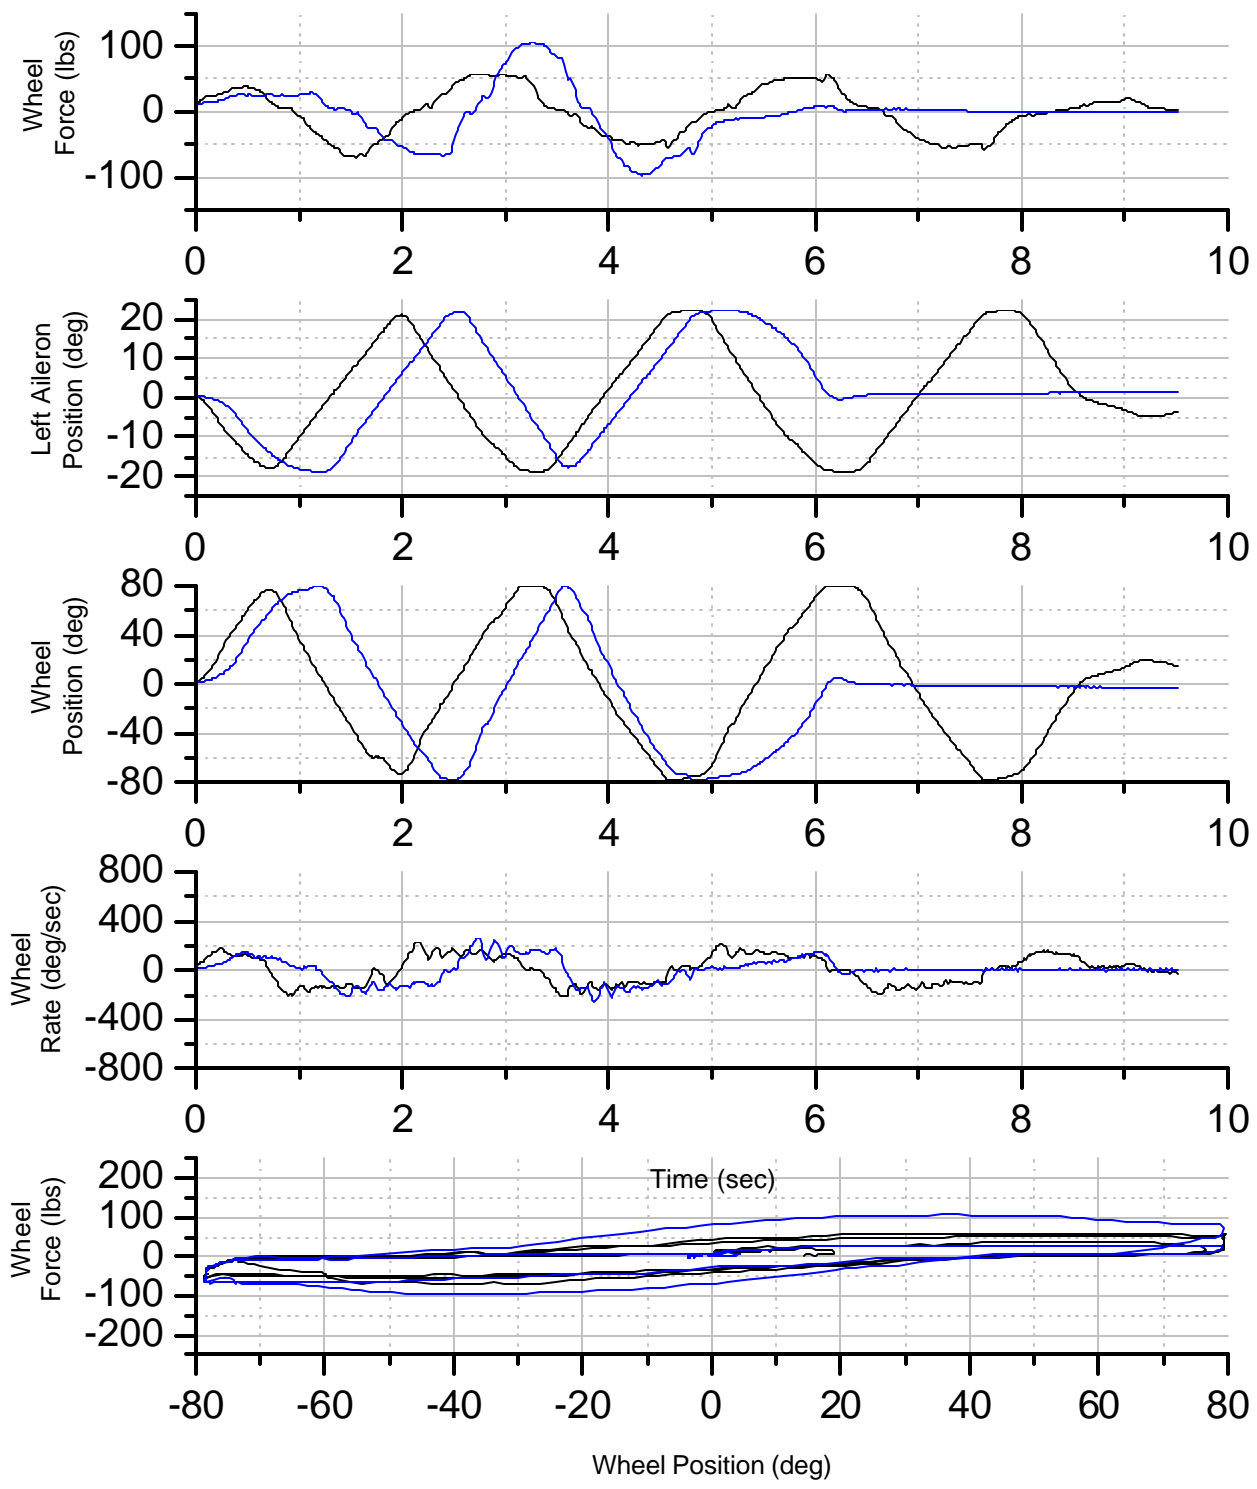 Wheel
Force (lbs)
100
0
-100
0 2 4 6 8 10
Left Aileron
Position (deg)
20
10
0
-10
-20
0 2 4 6 8 10
Wheel
Position (deg)
80
40
0
-40
-80
0 2 4 6 8 10
Wheel
Rate (deg/sec)
800
400
0
-400
-800
0 2 4 6 8 10
Time (sec)
Wheel
Force (lbs)
200
100
0
-100
-200
-80 -60 -40 -20 0 20 40 60 80
Wheel Position (deg)